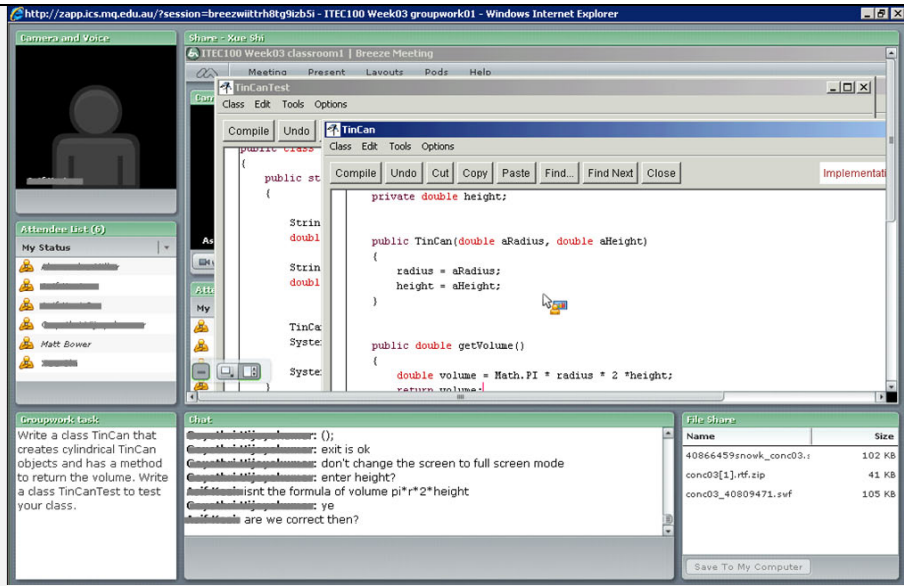 http://zapp.ics.mq.edu.au/?session=breezwiittrh8tg9izb5i - ITEC100 Week03 groupwork01 - Windows Internet Explorer
Camera and Voice
Attendee List (6)
My Status
Matt Bower
Share - Xue Shi
ITEC100 Week03 classroom1 | Breeze Meeting
Meeting Present Layouts Pods Help
TinCanTest
Class Edit Tools Options
Compile Undo
public class
{
public st
{
Strin
doubl
Strin
doubl
TinCa
Syste
Syste
}
As
My
TinCan
Class Edit Tools Options
Compile Undo Cut Copy Paste Find... Find Next Close
Implementati
private double height;
public TinCan(double aRadius, double aHeight)
{
radius = aRadius;
height = aHeight;
}
public double getVolume()
{
double volume = Math.PI * radius * 2 *height;
return volume;
Groupwork task
Write a class TinCan that
creates cylindrical TinCan
objects and has a method
to return the volume. Write
a class TinCanTest to test
your class.
Chat
: ();
: exit is ok
: don't change the screen to full screen mode
: enter height?
isnt the formula of volume pi*r*2*height
: ye
are we correct then?
File Share
Name Size
40866459snowk_conc03.: 102 KB
conc03[1].rtf.zip 41 KB
conc03_40809471.swf 105 KB
Save To My Computer